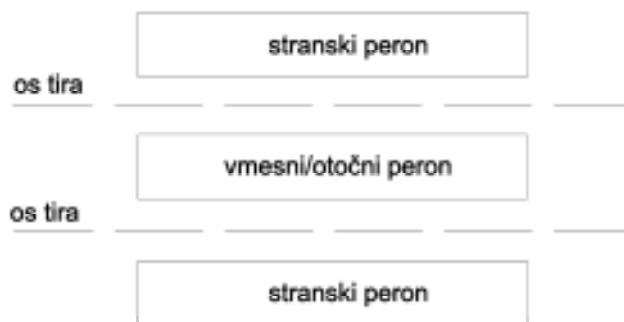 stranski peron
os tira
vmesni/otočni peron
os tira
stranski peron